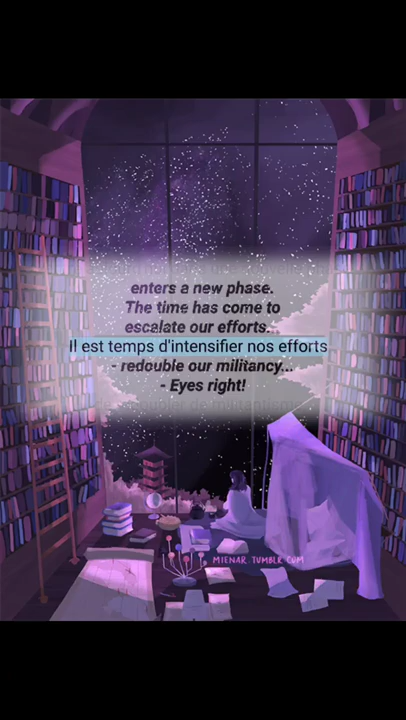 enters a new phase.
The time has come to
escalate our efforts...
Il est temps d'intensifier nos efforts
- redouble our militancy...
- Eyes right!
MIENAR.TUMBLR.COM